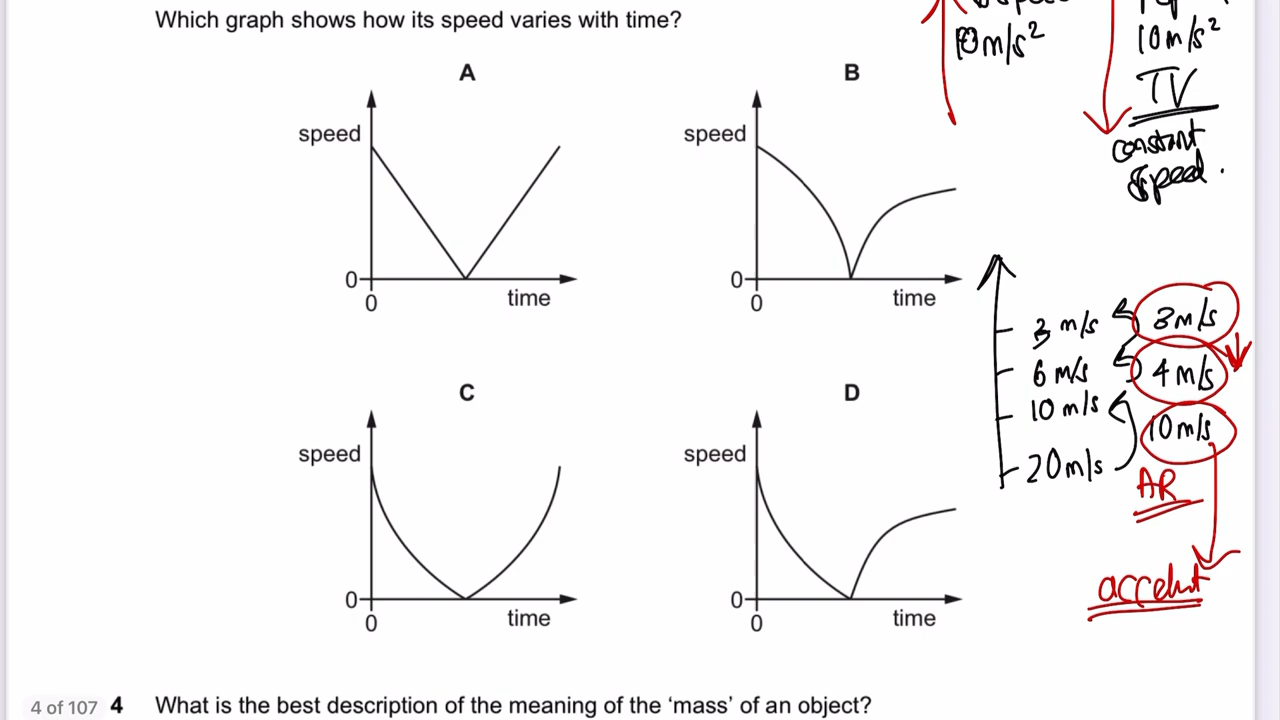 Which graph shows how its speed varies with time?
10m/s²
10m/s²
TV
constant
speed.
A
speed
0
0
time
B
speed
0
0
time
3 m/s
3m/s
6 m/s
4 m/s
10 m/s
10m/s
20m/s
AR
C
speed
0
0
time
D
speed
0
0
time
4 of 107
4 What is the best description of the meaning of the ‘mass’ of an object?